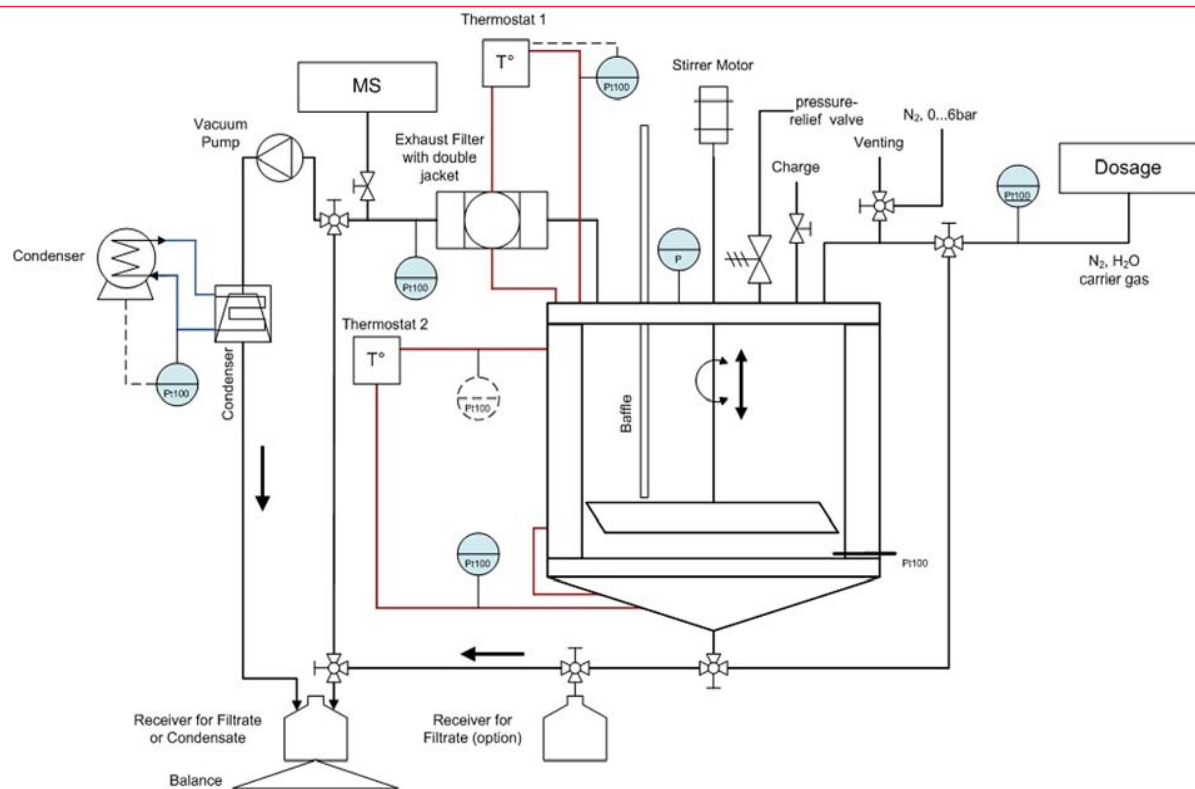 Thermostat 1
T°
Pt100
Stirrer Motor
MS
pressure-
relief valve
N₂, 0...6bar
Vacuum
Pump
Exhaust Filter
with double
jacket
Venting
Charge
Pt100
Dosage
Condenser
Pt100
P
N₂, H₂O
carrier gas
Thermostat 2
T°
Pt100
Condenser
Pt100
Baffle
Pt100
Pt100
Receiver for Filtrate
or Condensate
Receiver for
Filtrate (option)
Balance